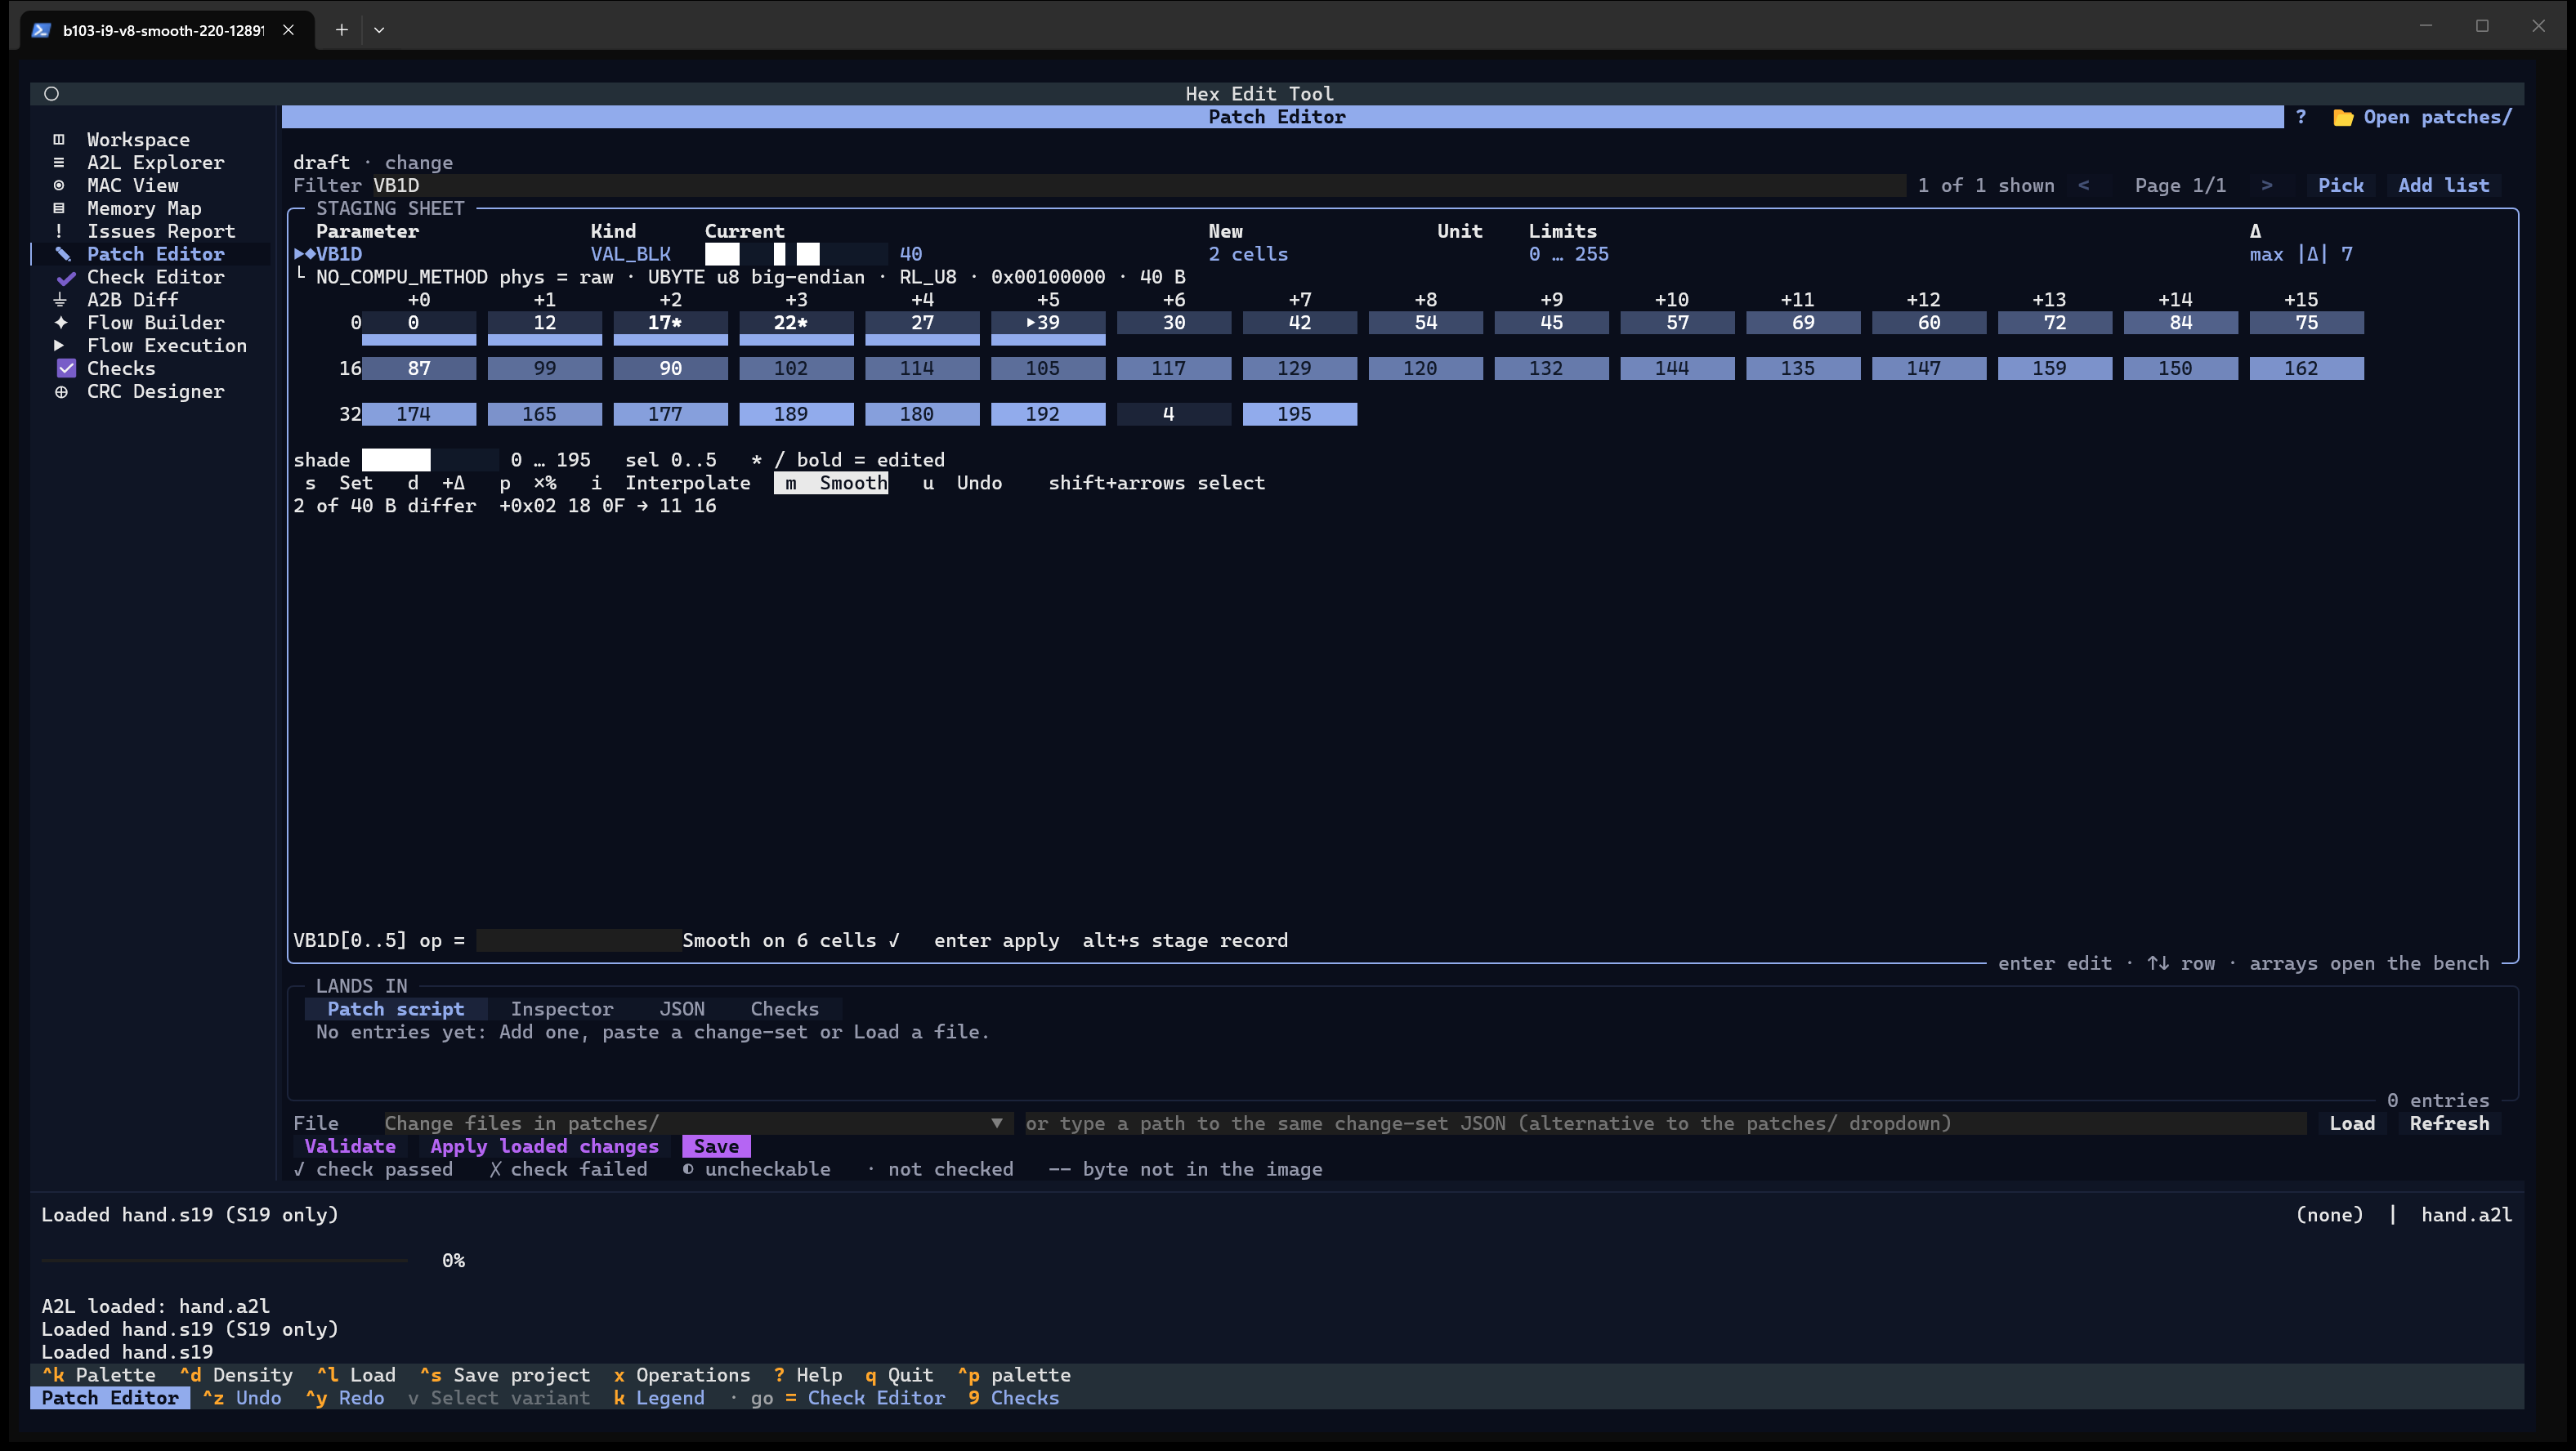 b103-i9-v8-smooth-220-12891
Hex Edit Tool
Patch Editor ? Open patches/
Workspace
A2L Explorer
MAC View
Memory Map
Issues Report
Patch Editor
Check Editor
A2B Diff
Flow Builder
Flow Execution
Checks
CRC Designer
draft · change
Filter VB1D 1 of 1 shown < Page 1/1 > Pick Add list
STAGING SHEET
Parameter Kind Current New Unit Limits Δ
▶◆VB1D VAL_BLK 40 2 cells 0 … 255 max |Δ| 7
└ NO_COMPU_METHOD phys = raw · UBYTE u8 big-endian · RL_U8 · 0x00100000 · 40 B
+0 +1 +2 +3 +4 +5 +6 +7 +8 +9 +10 +11 +12 +13 +14 +15
0 0 12 17* 22* 27 ▸39 30 42 54 45 57 69 60 72 84 75
16 87 99 90 102 114 105 117 129 120 132 144 135 147 159 150 162
32 174 165 177 189 180 192 4 195
shade 0 … 195 sel 0..5 * / bold = edited
s Set d +Δ p ×% i Interpolate m Smooth u Undo shift+arrows select
2 of 40 B differ +0x02 18 0F → 11 16
VB1D[0..5] op = Smooth on 6 cells ✓ enter apply alt+s stage record
enter edit · ↑↓ row · arrays open the bench
LANDS IN
Patch script Inspector JSON Checks
No entries yet: Add one, paste a change-set or Load a file.
0 entries
File Change files in patches/ ▼ or type a path to the same change-set JSON (alternative to the patches/ dropdown) Load Refresh
Validate Apply loaded changes Save
✓ check passed ✗ check failed ◐ uncheckable · not checked -- byte not in the image
Loaded hand.s19 (S19 only) (none) | hand.a2l
0%
A2L loaded: hand.a2l
Loaded hand.s19 (S19 only)
Loaded hand.s19
^k Palette ^d Density ^l Load ^s Save project x Operations ? Help q Quit ^p palette
Patch Editor ^z Undo ^y Redo v Select variant k Legend · go = Check Editor 9 Checks